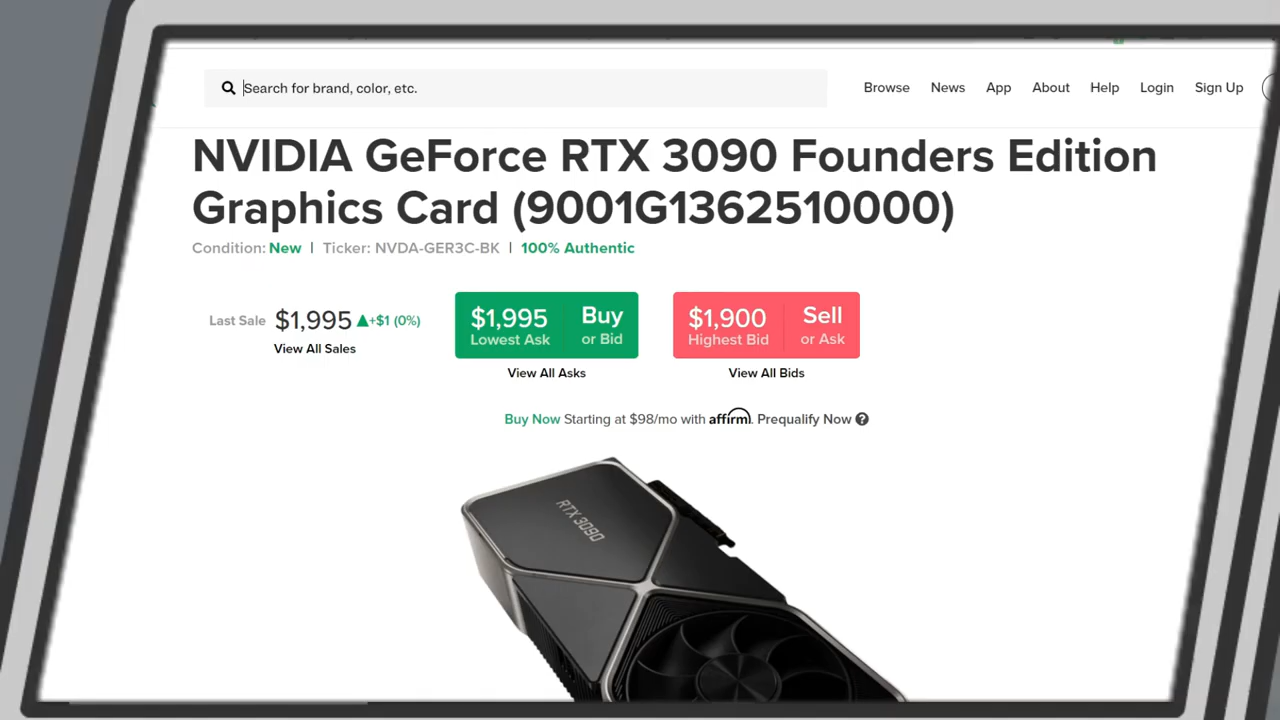 Search for brand, color, etc.
Browse News App About Help Login Sign Up
NVIDIA GeForce RTX 3090 Founders Edition
Graphics Card (9001G1362510000)
Condition: New | Ticker: NVDA-GER3C-BK | 100% Authentic
Last Sale $1,995 ▲+$1 (0%)
View All Sales
$1,995 Buy
Lowest Ask or Bid
View All Asks
$1,900 Sell
Highest Bid or Ask
View All Bids
Buy Now Starting at $98/mo with affirm. Prequalify Now ?
RTX 3090